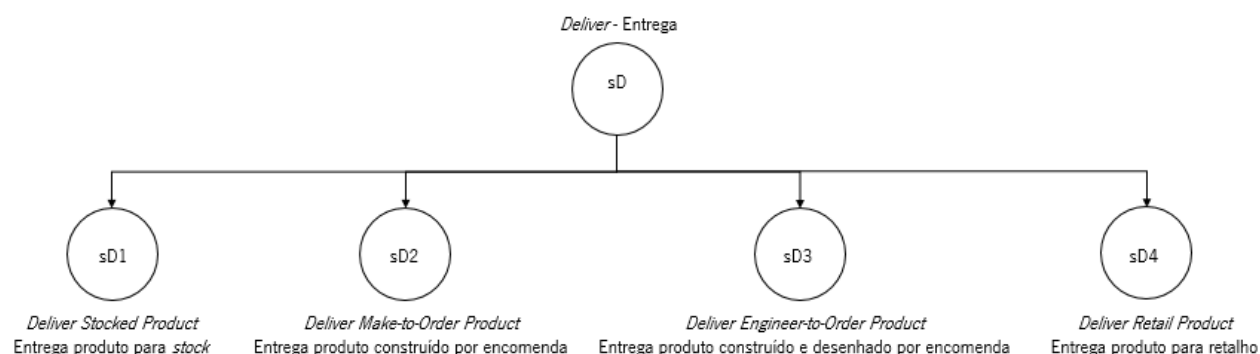 Deliver - Entrega
sD
sD1
sD2
sD3
sD4
Deliver Stocked Product
Entrega produto para stock
Deliver Make-to-Order Product
Entrega produto construído por encomenda
Deliver Engineer-to-Order Product
Entrega produto construído e desenhado por encomenda
Deliver Retail Product
Entrega produto para retalho